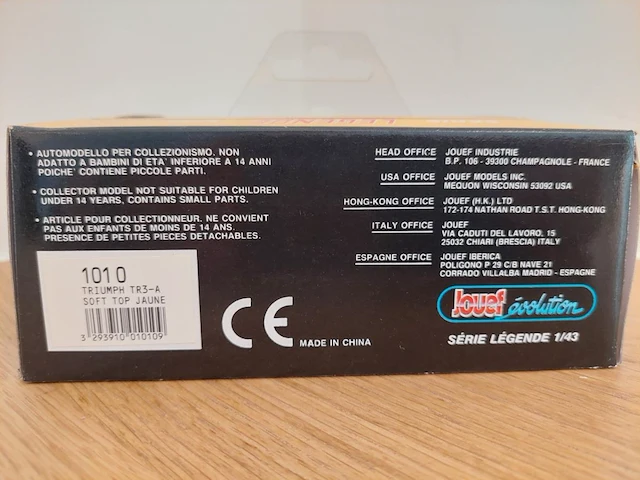 • AUTOMODELLO PER COLLEZIONISMO. NON
ADATTO A BAMBINI DI ETA' INFERIORE A 14 ANNI
POICHE' CONTIENE PICCOLE PARTI.
• COLLECTOR MODEL NOT SUITABLE FOR CHILDREN
UNDER 14 YEARS, CONTAINS SMALL PARTS.
• ARTICLE POUR COLLECTIONNEUR. NE CONVIENT
PAS AUX ENFANTS DE MOINS DE 14 ANS.
PRESENCE DE PETITES PIECES DETACHABLES.
1010
TRIUMPH TR3-A
SOFT TOP JAUNE
3 293910 010109
CE MADE IN CHINA
HEAD OFFICE JOUEF INDUSTRIE
B.P. 106 - 39300 CHAMPAGNOLE - FRANCE
USA OFFICE JOUEF MODELS INC.
MEQUON WISCONSIN 53092 USA
HONG-KONG OFFICE JOUEF (H.K.) LTD
172-174 NATHAN ROAD T.S.T. HONG-KONG
ITALY OFFICE JOUEF
VIA CADUTI DEL LAVORO, 15
25032 CHIARI (BRESCIA) ITALY
ESPAGNE OFFICE JOUEF IBERICA
POLIGONO P 29 C/B NAVE 21
CORRADO VILLALBA MADRID - ESPAGNE
Jouef évolution
SÉRIE LÉGENDE 1/43